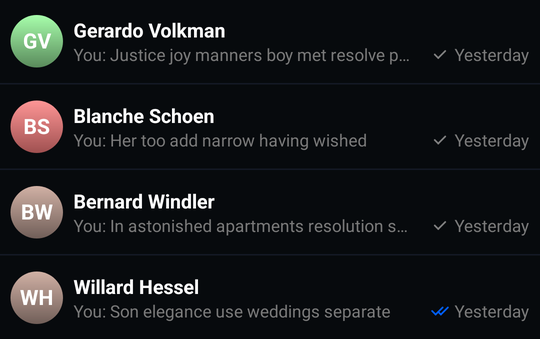 GV
Gerardo Volkman
You: Justice joy manners boy met resolve p...
Yesterday
BS
Blanche Schoen
You: Her too add narrow having wished
Yesterday
BW
Bernard Windler
You: In astonished apartments resolution s...
Yesterday
WH
Willard Hessel
You: Son elegance use weddings separate
Yesterday